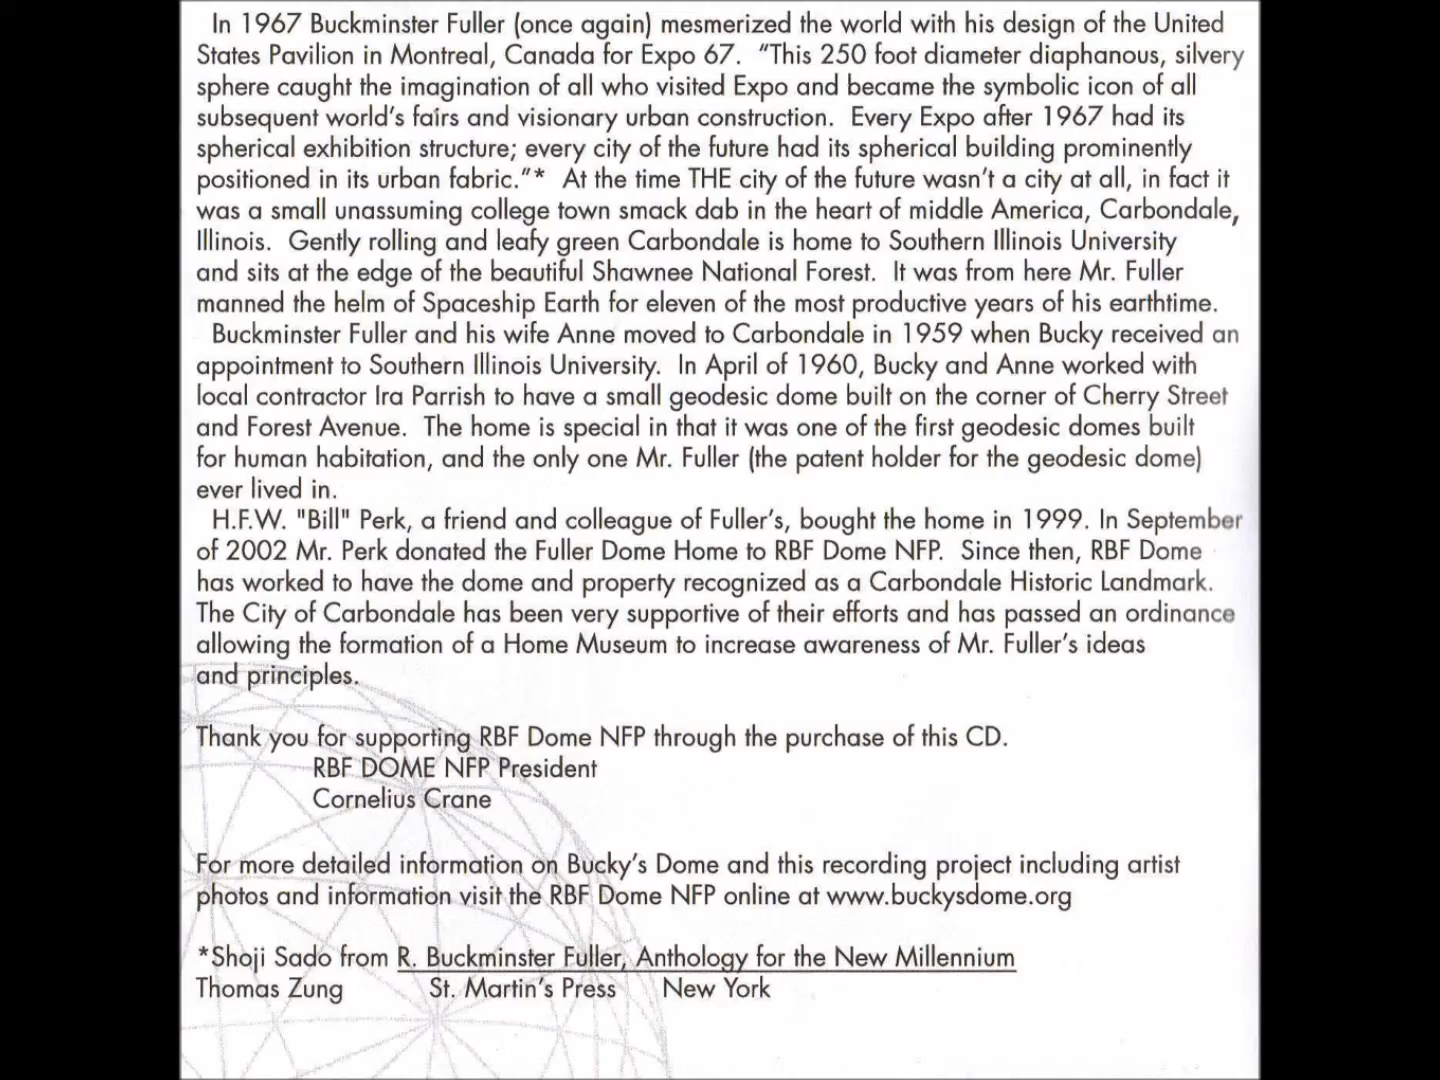 In 1967 Buckminster Fuller (once again) mesmerized the world with his design of the United
States Pavilion in Montreal, Canada for Expo 67. “This 250 foot diameter diaphanous, silvery
sphere caught the imagination of all who visited Expo and became the symbolic icon of all
subsequent world’s fairs and visionary urban construction. Every Expo after 1967 had its
spherical exhibition structure; every city of the future had its spherical building prominently
positioned in its urban fabric.”* At the time THE city of the future wasn’t a city at all, in fact it
was a small unassuming college town smack dab in the heart of middle America, Carbondale,
Illinois. Gently rolling and leafy green Carbondale is home to Southern Illinois University
and sits at the edge of the beautiful Shawnee National Forest. It was from here Mr. Fuller
manned the helm of Spaceship Earth for eleven of the most productive years of his earthtime.
Buckminster Fuller and his wife Anne moved to Carbondale in 1959 when Bucky received an
appointment to Southern Illinois University. In April of 1960, Bucky and Anne worked with
local contractor Ira Parrish to have a small geodesic dome built on the corner of Cherry Street
and Forest Avenue. The home is special in that it was one of the first geodesic domes built
for human habitation, and the only one Mr. Fuller (the patent holder for the geodesic dome)
ever lived in.
H.F.W. "Bill" Perk, a friend and colleague of Fuller’s, bought the home in 1999. In September
of 2002 Mr. Perk donated the Fuller Dome Home to RBF Dome NFP. Since then, RBF Dome
has worked to have the dome and property recognized as a Carbondale Historic Landmark.
The City of Carbondale has been very supportive of their efforts and has passed an ordinance
allowing the formation of a Home Museum to increase awareness of Mr. Fuller’s ideas
and principles.
Thank you for supporting RBF Dome NFP through the purchase of this CD.
RBF DOME NFP President
Cornelius Crane
For more detailed information on Bucky’s Dome and this recording project including artist
photos and information visit the RBF Dome NFP online at www.buckysdome.org
*Shoji Sado from R. Buckminster Fuller, Anthology for the New Millennium
Thomas Zung St. Martin’s Press New York